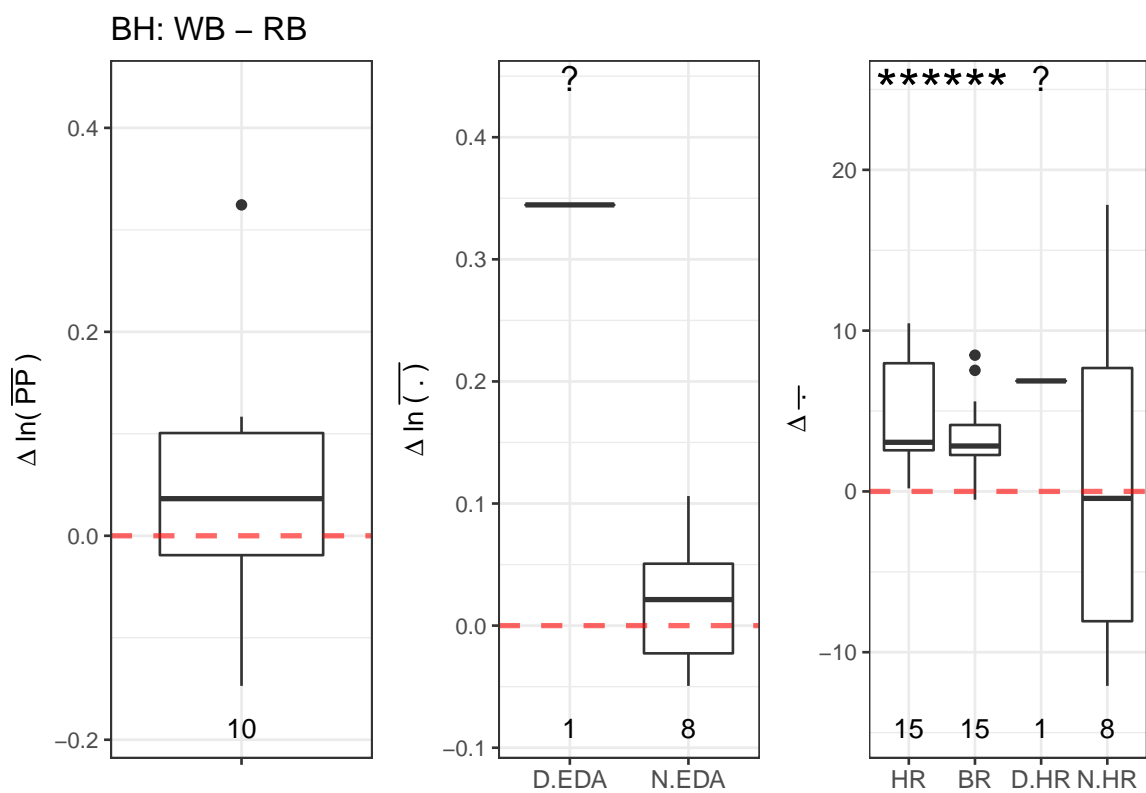 BH: WB − RB
Δ ln( PP )
0.4
0.2
0.0
−0.2
10
Δ ln ( . )
0.4
0.3
0.2
0.1
0.0
−0.1
?
1 8
D.EDA N.EDA
Δ .
20
10
0
−10
*** *** ?
15 15 1 8
HR BR D.HR N.HR